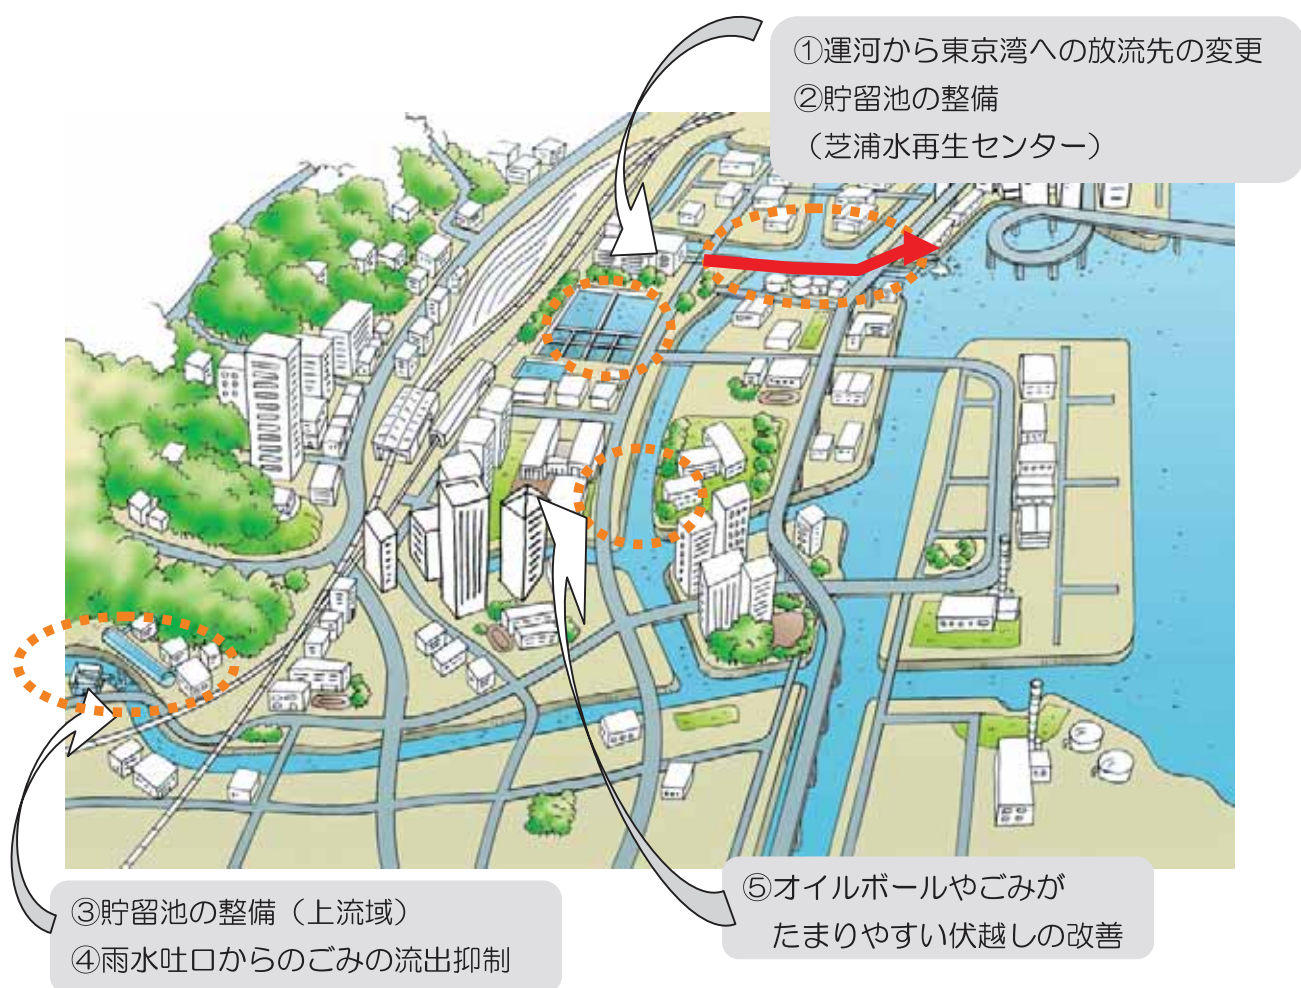 ①運河から東京湾への放流先の変更
②貯留池の整備
（芝浦水再生センター）
③貯留池の整備（上流域）
④雨水吐口からのごみの流出抑制
⑤オイルボールやごみが
たまりやすい伏越しの改善